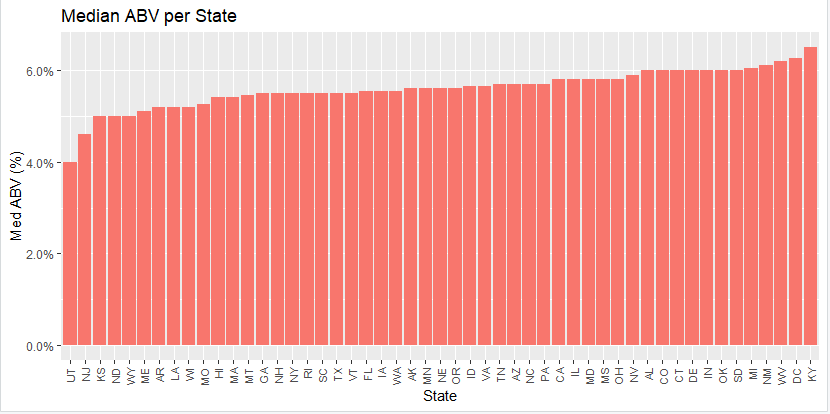 Median ABV per State
6.0%
4.0%
2.0%
0.0%
Med ABV (%)
UT NJ KS ND WY ME AR LA WI MO HI MA MT GA NH NY RI SC TX VT FL IA WA AK MN NE OR ID VA TN AZ NC PA CA IL MD MS OH NV AL CO CT DE IN OK SD MI NM WV DC KY
State